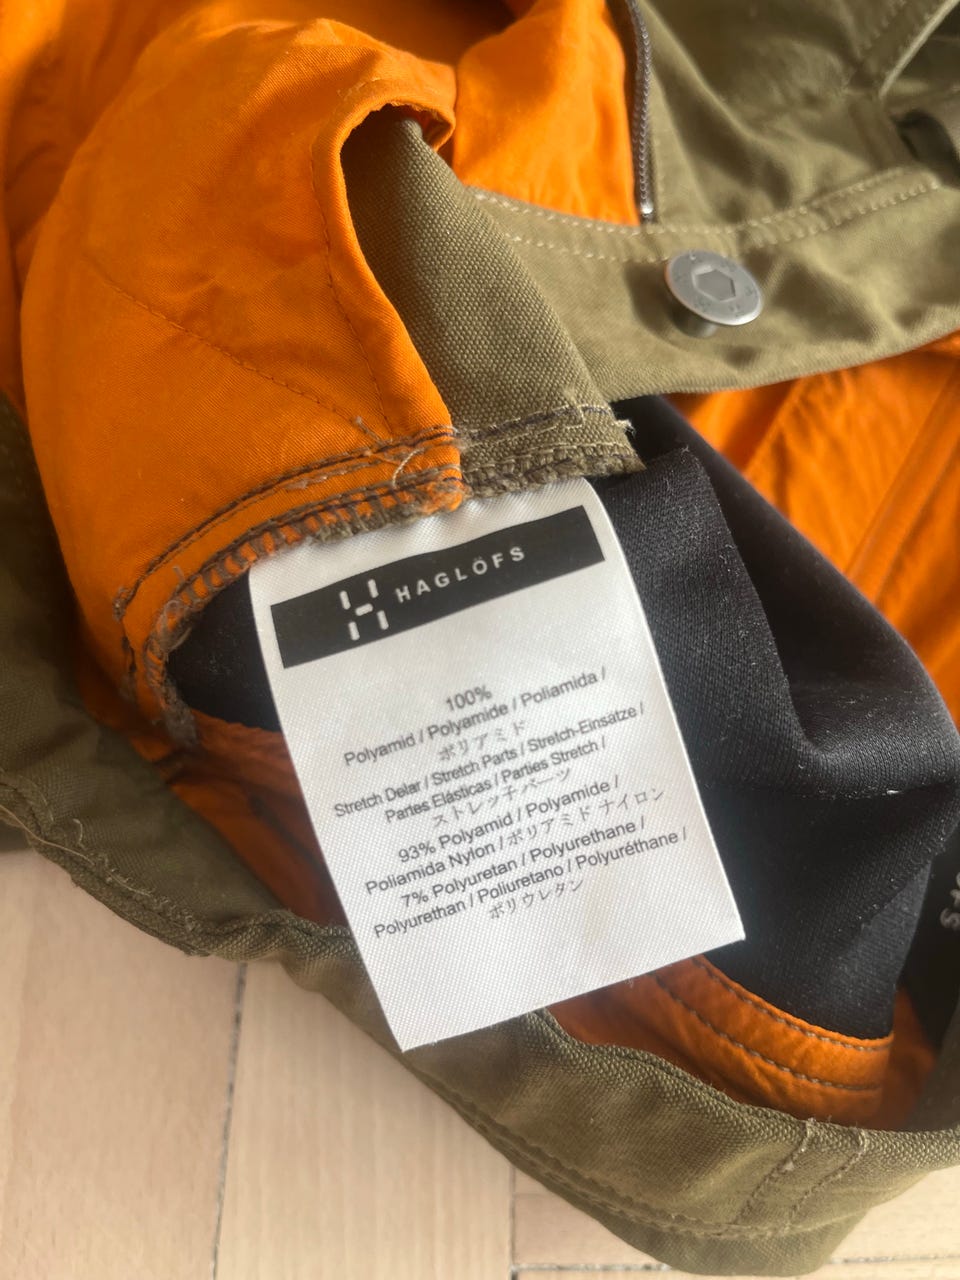 HAGLÖFS
100%
Polyamid / Polyamide / Poliamida /
ポリアミド
Stretch Delar / Stretch Parts / Stretch-Einsätze /
Partes Elásticas / Parties Stretch /
ストレッチパーツ
93% Polyamid / Polyamide /
Poliamida Nylon / ポリアミド ナイロン
7% Polyuretan / Polyurethane /
Polyurethan / Poliuretano / Polyuréthane /
ポリウレタン